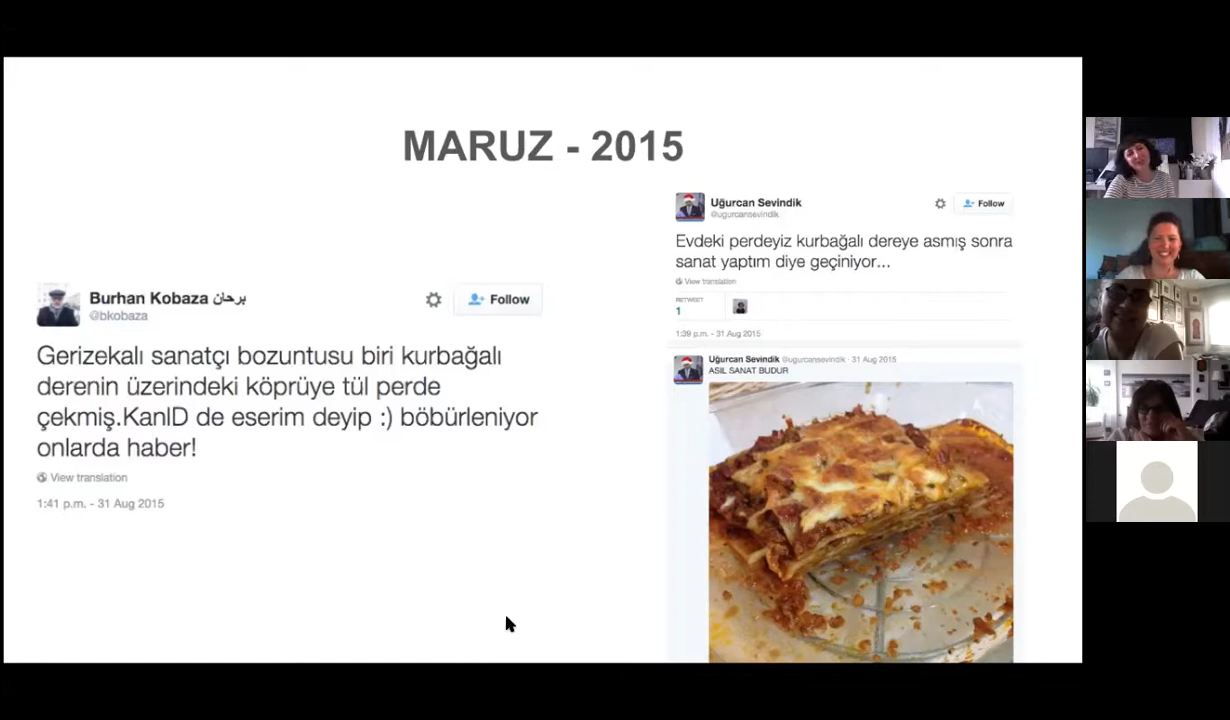 MARUZ - 2015
Burhan Kobaza برهان
@bkobaza
Follow
Gerizekalı sanatçı bozuntusu biri kurbağalı
derenin üzerindeki köprüye tül perde
çekmiş.KanID de eserim deyip :) böbürleniyor
onlarda haber!
View translation
1:41 p.m. - 31 Aug 2015
Uğurcan Sevindik
@ugurcansevindik
Follow
Evdeki perdeyiz kurbağalı dereye asmış sonra
sanat yaptım diye geçiniyor...
View translation
RETWEET
1
1:39 p.m. - 31 Aug 2015
Uğurcan Sevindik @ugurcansevindik · 31 Aug 2015
ASIL SANAT BUDUR